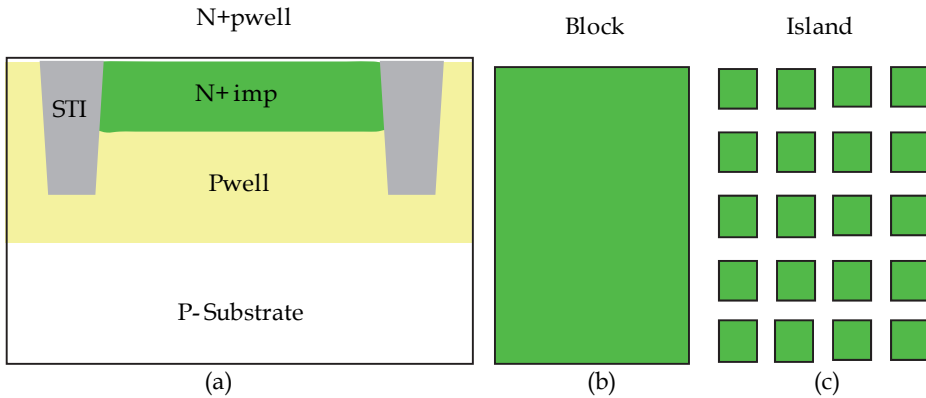 N+pwell
Block
Island
N+ imp
STI
Pwell
P- Substrate
(a)
(b)
(c)